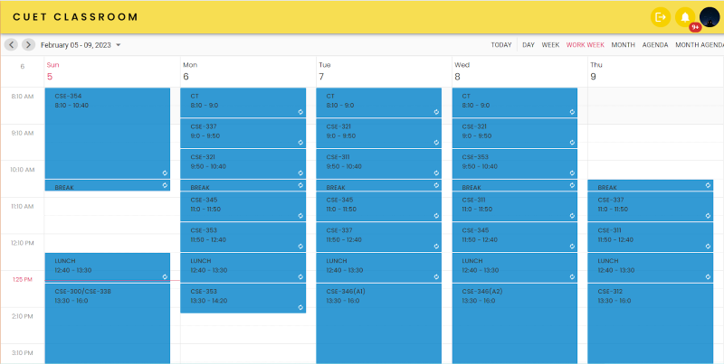 CUET CLASSROOM
9+
February 05 - 09, 2023
TODAY DAY WEEK WORK WEEK MONTH AGENDA MONTH AGENDA
6
Sun
5
Mon
6
Tue
7
Wed
8
Thu
9
8:10 AM
9:10 AM
10:10 AM
11:10 AM
12:10 PM
1:25 PM
2:10 PM
3:10 PM
CSE-354
8:10 - 10:40
BREAK
LUNCH
12:40 - 13:30
CSE-300/CSE-338
13:30 - 16:0
CT
8:10 - 9:0
CSE-337
9:0 - 9:50
CSE-321
9:50 - 10:40
BREAK
CSE-345
11:0 - 11:50
CSE-353
11:50 - 12:40
LUNCH
12:40 - 13:30
CSE-353
13:30 - 14:20
CT
8:10 - 9:0
CSE-321
9:0 - 9:50
CSE-311
9:50 - 10:40
BREAK
CSE-345
11:0 - 11:50
CSE-337
11:50 - 12:40
LUNCH
12:40 - 13:30
CSE-346(A1)
13:30 - 16:0
CT
8:10 - 9:0
CSE-321
9:0 - 9:50
CSE-353
9:50 - 10:40
BREAK
CSE-311
11:0 - 11:50
CSE-345
11:50 - 12:40
LUNCH
12:40 - 13:30
CSE-346(A2)
13:30 - 16:0
BREAK
CSE-337
11:0 - 11:50
CSE-311
11:50 - 12:40
LUNCH
12:40 - 13:30
CSE-312
13:30 - 16:0